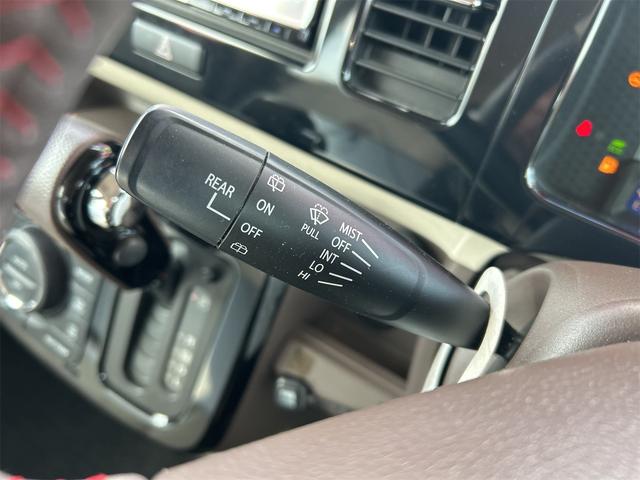 REAR
ON
OFF
PULL
MIST
OFF
INT
LO
HI